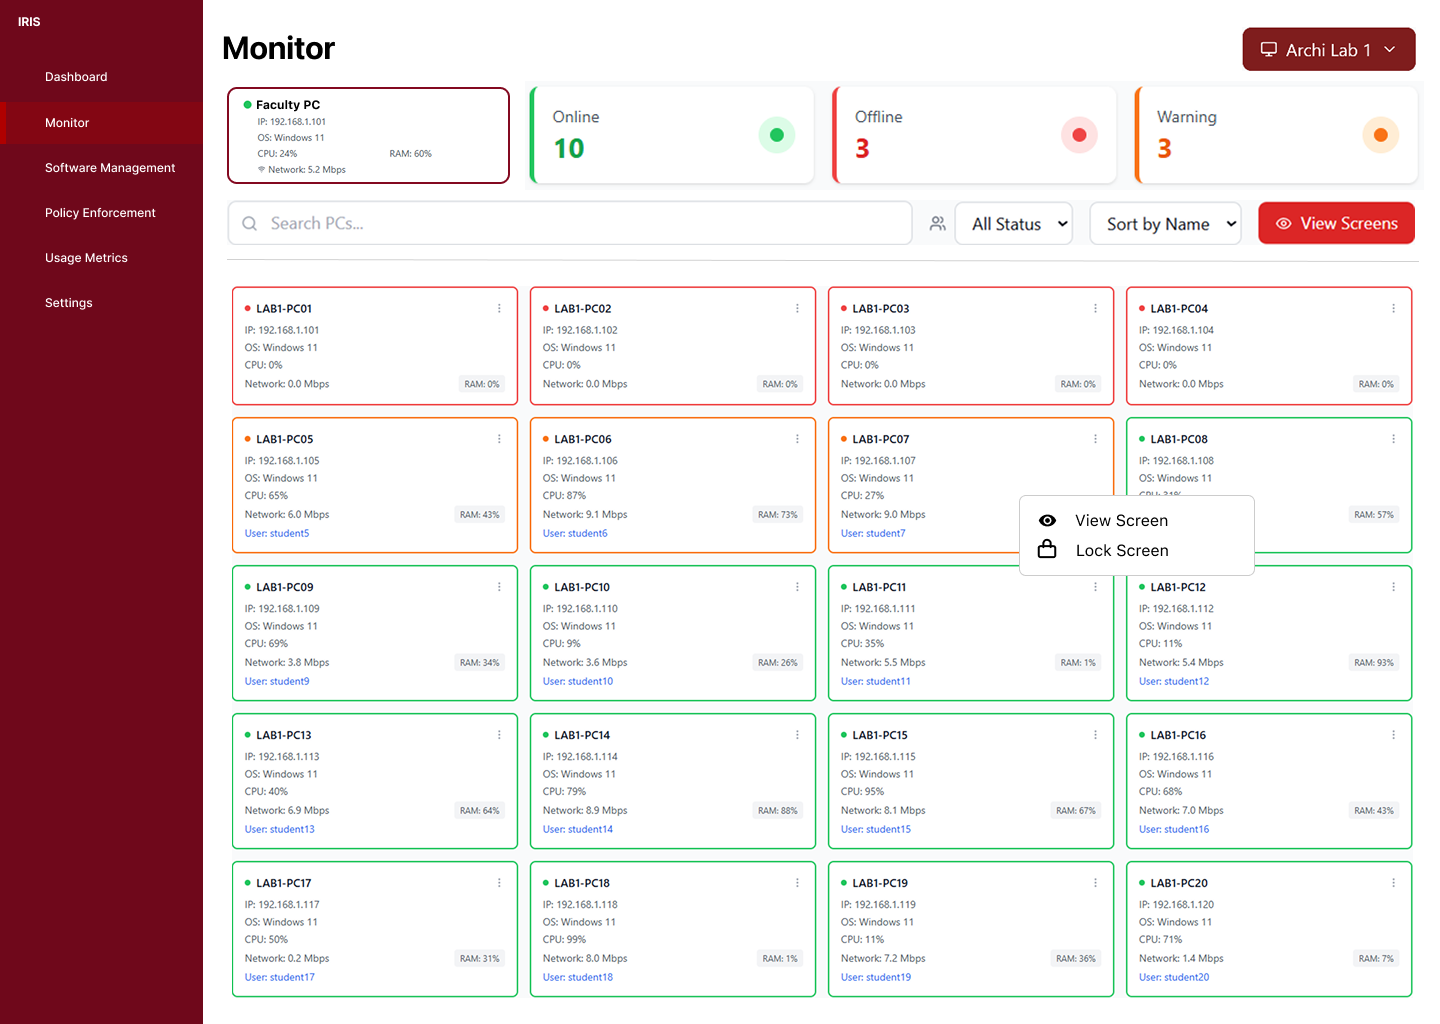 IRIS
Dashboard
Monitor
Software Management
Policy Enforcement
Usage Metrics
Settings
Monitor
Archi Lab 1
Faculty PC
IP: 192.168.1.101
OS: Windows 11
CPU: 24% RAM: 60%
Network: 5.2 Mbps
Online
10
Offline
3
Warning
3
Search PCs...
All Status
Sort by Name
View Screens
LAB1-PC01
IP: 192.168.1.101
OS: Windows 11
CPU: 0%
Network: 0.0 Mbps RAM: 0%
LAB1-PC02
IP: 192.168.1.102
OS: Windows 11
CPU: 0%
Network: 0.0 Mbps RAM: 0%
LAB1-PC03
IP: 192.168.1.103
OS: Windows 11
CPU: 0%
Network: 0.0 Mbps RAM: 0%
LAB1-PC04
IP: 192.168.1.104
OS: Windows 11
CPU: 0%
Network: 0.0 Mbps RAM: 0%
LAB1-PC05
IP: 192.168.1.105
OS: Windows 11
CPU: 65%
Network: 6.0 Mbps RAM: 43%
User: student5
LAB1-PC06
IP: 192.168.1.106
OS: Windows 11
CPU: 87%
Network: 9.1 Mbps RAM: 73%
User: student6
LAB1-PC07
IP: 192.168.1.107
OS: Windows 11
CPU: 27%
Network: 9.0 Mbps
User: student7
LAB1-PC08
IP: 192.168.1.108
OS: Windows 11
CPU: 31%
RAM: 57%
View Screen
Lock Screen
LAB1-PC09
IP: 192.168.1.109
OS: Windows 11
CPU: 69%
Network: 3.8 Mbps RAM: 34%
User: student9
LAB1-PC10
IP: 192.168.1.110
OS: Windows 11
CPU: 9%
Network: 3.6 Mbps RAM: 26%
User: student10
LAB1-PC11
IP: 192.168.1.111
OS: Windows 11
CPU: 35%
Network: 5.5 Mbps RAM: 1%
User: student11
LAB1-PC12
IP: 192.168.1.112
OS: Windows 11
CPU: 11%
Network: 5.4 Mbps RAM: 93%
User: student12
LAB1-PC13
IP: 192.168.1.113
OS: Windows 11
CPU: 40%
Network: 6.9 Mbps RAM: 64%
User: student13
LAB1-PC14
IP: 192.168.1.114
OS: Windows 11
CPU: 79%
Network: 8.9 Mbps RAM: 88%
User: student14
LAB1-PC15
IP: 192.168.1.115
OS: Windows 11
CPU: 95%
Network: 8.1 Mbps RAM: 67%
User: student15
LAB1-PC16
IP: 192.168.1.116
OS: Windows 11
CPU: 68%
Network: 7.0 Mbps RAM: 43%
User: student16
LAB1-PC17
IP: 192.168.1.117
OS: Windows 11
CPU: 50%
Network: 0.2 Mbps RAM: 31%
User: student17
LAB1-PC18
IP: 192.168.1.118
OS: Windows 11
CPU: 99%
Network: 8.0 Mbps RAM: 1%
User: student18
LAB1-PC19
IP: 192.168.1.119
OS: Windows 11
CPU: 11%
Network: 7.2 Mbps RAM: 36%
User: student19
LAB1-PC20
IP: 192.168.1.120
OS: Windows 11
CPU: 71%
Network: 1.4 Mbps RAM: 7%
User: student20